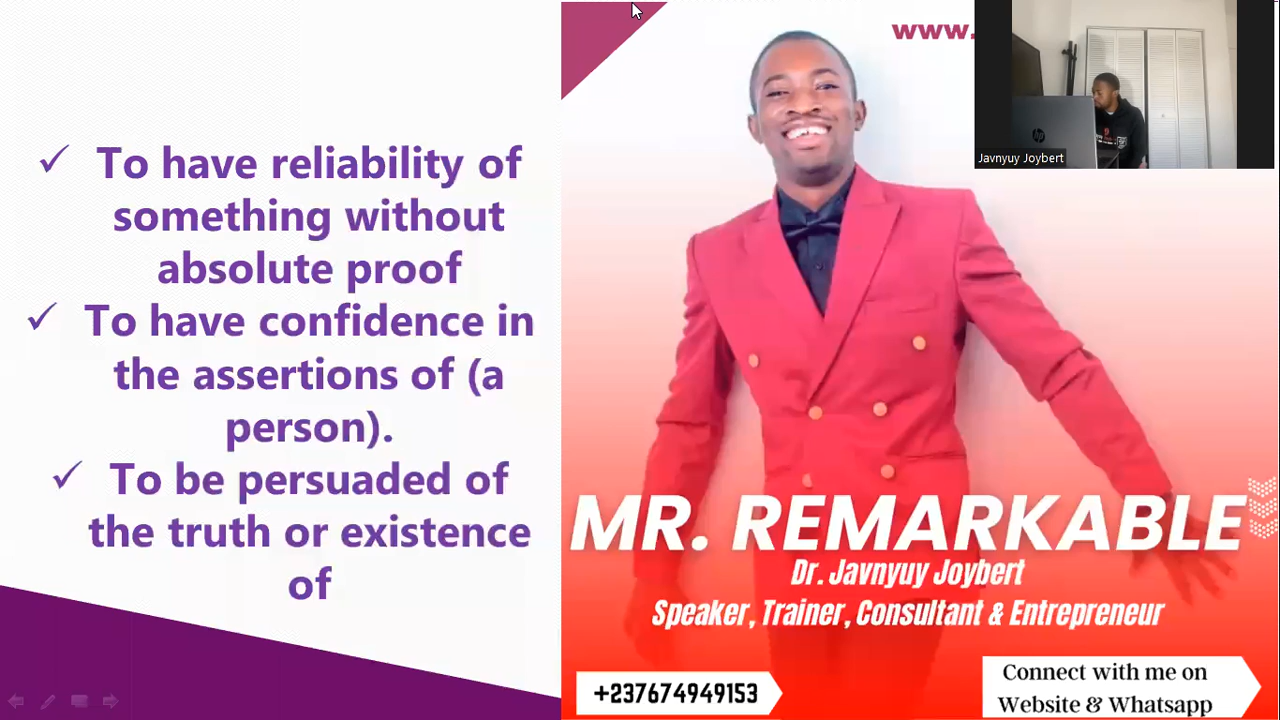 ✓ To have reliability of
something without
absolute proof
✓ To have confidence in
the assertions of (a
person).
✓ To be persuaded of
the truth or existence
of
www.
hp
Javnyuy Joybert
MR. REMARKABLE
Dr. Javnyuy Joybert
Speaker, Trainer, Consultant & Entrepreneur
+237674949153
Connect with me on
Website & Whatsapp